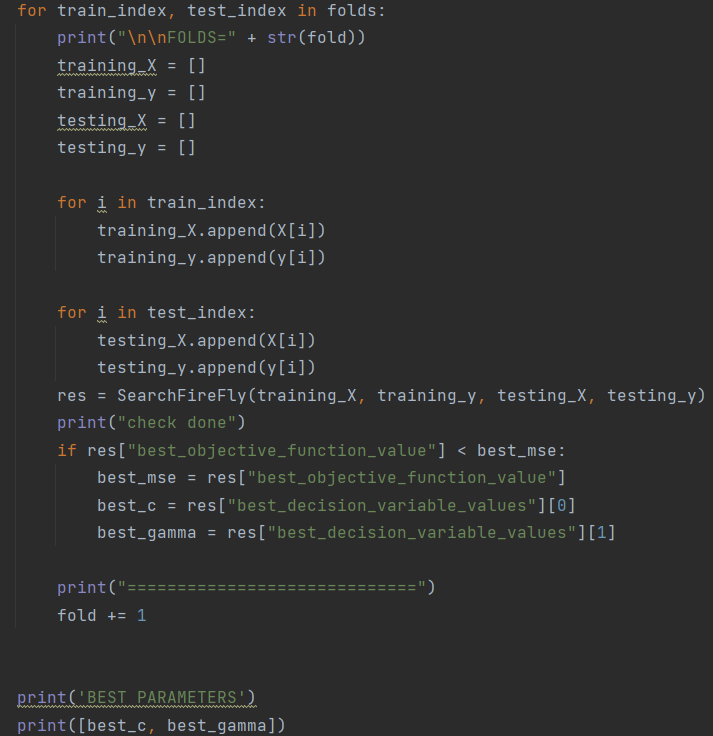 for train_index, test_index in folds:
    print("\n\nFOLDS=" + str(fold))
    training_X = []
    training_y = []
    testing_X = []
    testing_y = []

    for i in train_index:
        training_X.append(X[i])
        training_y.append(y[i])

    for i in test_index:
        testing_X.append(X[i])
        testing_y.append(y[i])
    res = SearchFireFly(training_X, training_y, testing_X, testing_y)
    print("check done")
    if res["best_objective_function_value"] < best_mse:
        best_mse = res["best_objective_function_value"]
        best_c = res["best_decision_variable_values"][0]
        best_gamma = res["best_decision_variable_values"][1]

    print("=============================")
    fold += 1


print('BEST PARAMETERS')
print([best_c, best_gamma])